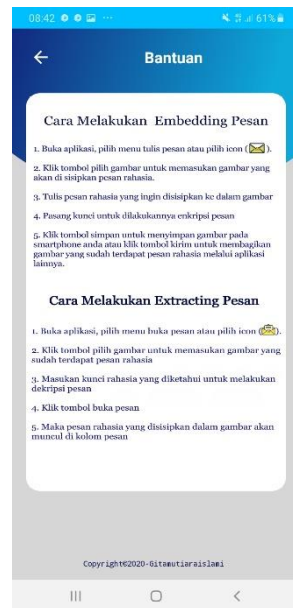 08:42 61%
Bantuan
Cara Melakukan Embedding Pesan
1. Buka aplikasi, pilih menu tulis pesan atau pilih icon ( ).
2. Klik tombol pilih gambar untuk memasukan gambar yang
akan di sisipkan pesan rahasia.
3. Tulis pesan rahasia yang ingin disisipkan ke dalam gambar
4. Pasang kunci untuk dilakukannya enkripsi pesan
5. Klik tombol simpan untuk menyimpan gambar pada
smartphone anda atau klik tombol kirim untuk membagikan
gambar yang sudah terdapat pesan rahasia melalui aplikasi
lainnya.
Cara Melakukan Extracting Pesan
1. Buka aplikasi, pilih menu buka pesan atau pilih icon ( ).
2. Klik tombol pilih gambar untuk memasukan gambar yang
sudah terdapat pesan rahasia
3. Masukan kunci rahasia yang diketahui untuk melakukan
dekripsi pesan
4. Klik tombol buka pesan
5. Maka pesan rahasia yang disisipkan dalam gambar akan
muncul di kolom pesan
Copyright©2020-Gitamutiaraislami